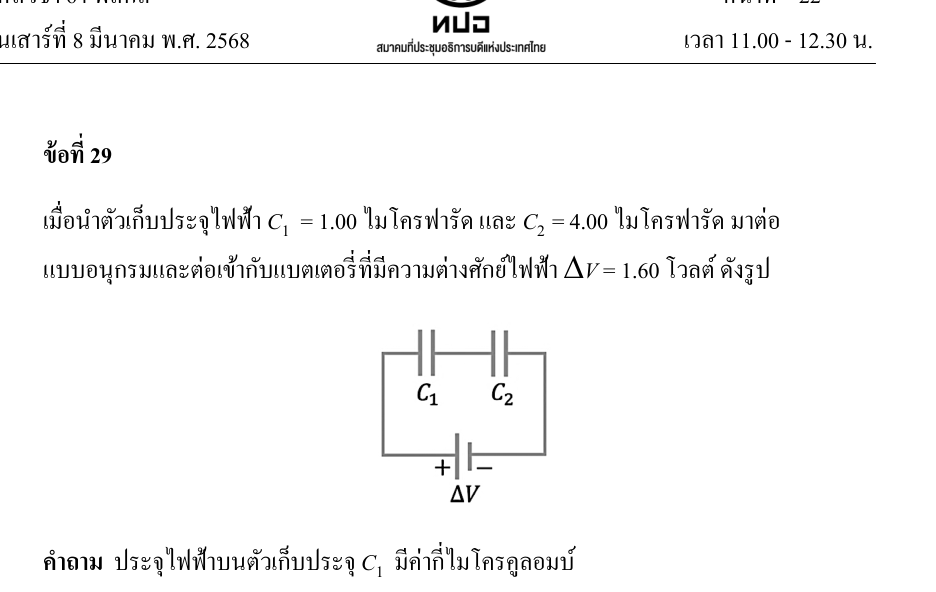 หน้าที่ 22
ทปอ
สมาคมที่ประชุมอธิการบดีแห่งประเทศไทย
นเสาร์ที่ 8 มีนาคม พ.ศ. 2568
เวลา 11.00 - 12.30 น.
ข้อที่ 29
เมื่อนำตัวเก็บประจุไฟฟ้า C₁ = 1.00 ไมโครฟารัด และ C₂ = 4.00 ไมโครฟารัด มาต่อ
แบบอนุกรมและต่อเข้ากับแบตเตอรี่ที่มีความต่างศักย์ไฟฟ้า ΔV = 1.60 โวลต์ ดังรูป
C₁ C₂
+ −
ΔV
คำถาม ประจุไฟฟ้าบนตัวเก็บประจุ C₁ มีค่ากี่ไมโครคูลอมบ์